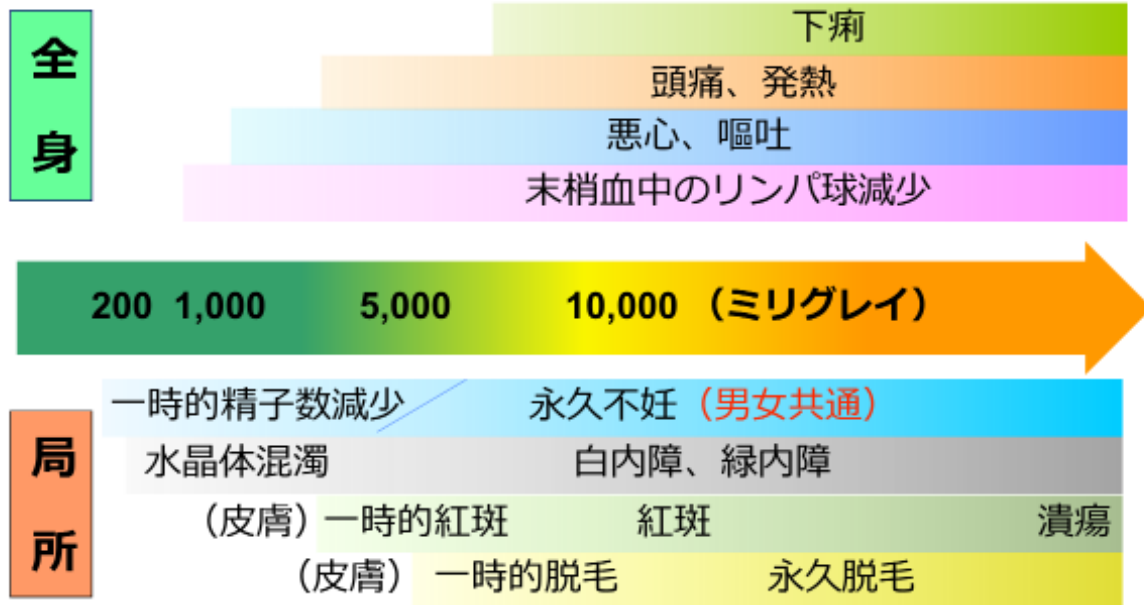 全身
下痢
頭痛、発熱
悪心、嘔吐
末梢血中のリンパ球減少
200 1,000 5,000 10,000 （ミリグレイ）
局所
一時的精子数減少 永久不妊（男女共通）
水晶体混濁 白内障、緑内障
（皮膚）一時的紅斑 紅斑 潰瘍
（皮膚）一時的脱毛 永久脱毛